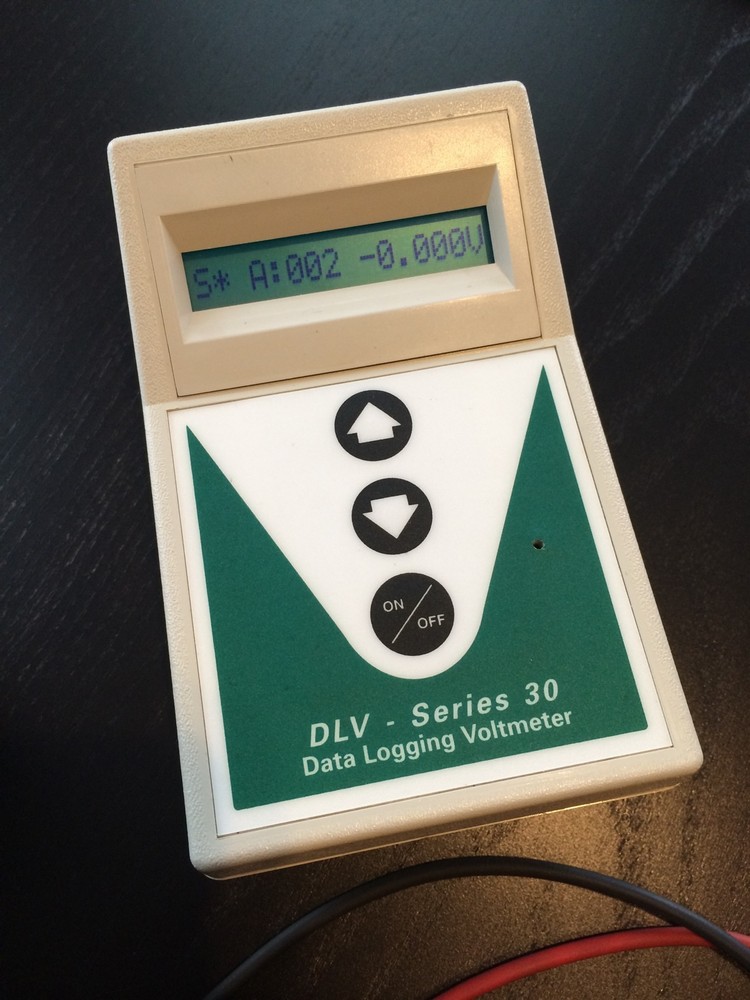 S* A:002 -0.000V
ON
OFF
DLV - Series 30
Data Logging Voltmeter